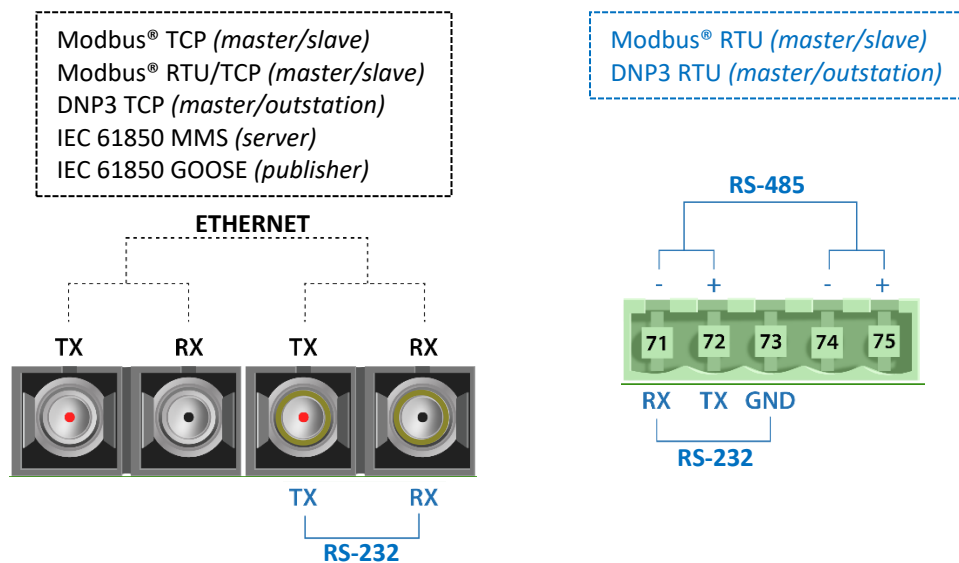 Modbus® TCP (master/slave)
Modbus® RTU/TCP (master/slave)
DNP3 TCP (master/outstation)
IEC 61850 MMS (server)
IEC 61850 GOOSE (publisher)
ETHERNET
TX RX TX RX
TX RX
RS-232
Modbus® RTU (master/slave)
DNP3 RTU (master/outstation)
RS-485
- + - +
71 72 73 74 75
RX TX GND
RS-232